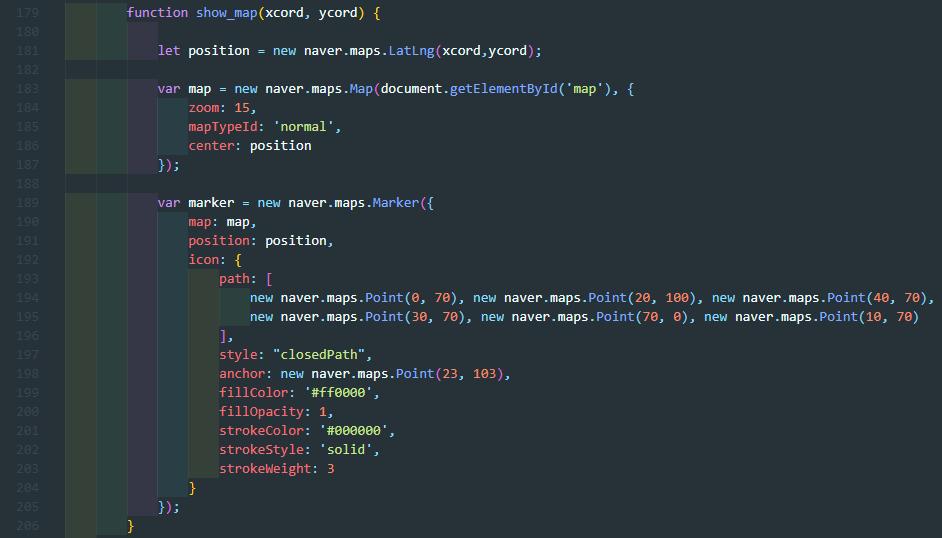 179 function show_map(xcord, ycord) {
180
181 let position = new naver.maps.LatLng(xcord,ycord);
182
183 var map = new naver.maps.Map(document.getElementById('map'), {
184 zoom: 15,
185 mapTypeId: 'normal',
186 center: position
187 });
188
189 var marker = new naver.maps.Marker({
190 map: map,
191 position: position,
192 icon: {
193 path: [
194 new naver.maps.Point(0, 70), new naver.maps.Point(20, 100), new naver.maps.Point(40, 70),
195 new naver.maps.Point(30, 70), new naver.maps.Point(70, 0), new naver.maps.Point(10, 70)
196 ],
197 style: "closedPath",
198 anchor: new naver.maps.Point(23, 103),
199 fillColor: '#ff0000',
200 fillOpacity: 1,
201 strokeColor: '#000000',
202 strokeStyle: 'solid',
203 strokeWeight: 3
204 }
205 });
206 }